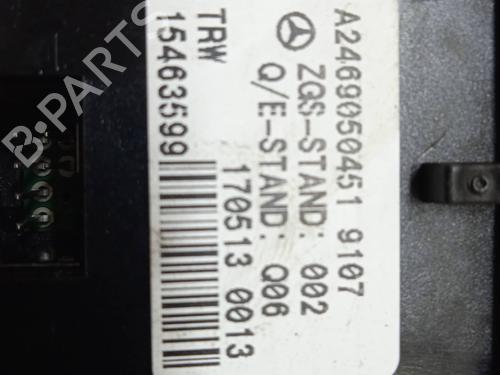 A2469050451 9107
ZGS-STAND: 002
Q/E-STAND: Q06
170513 0013
TRW
15463599
B-PARTS